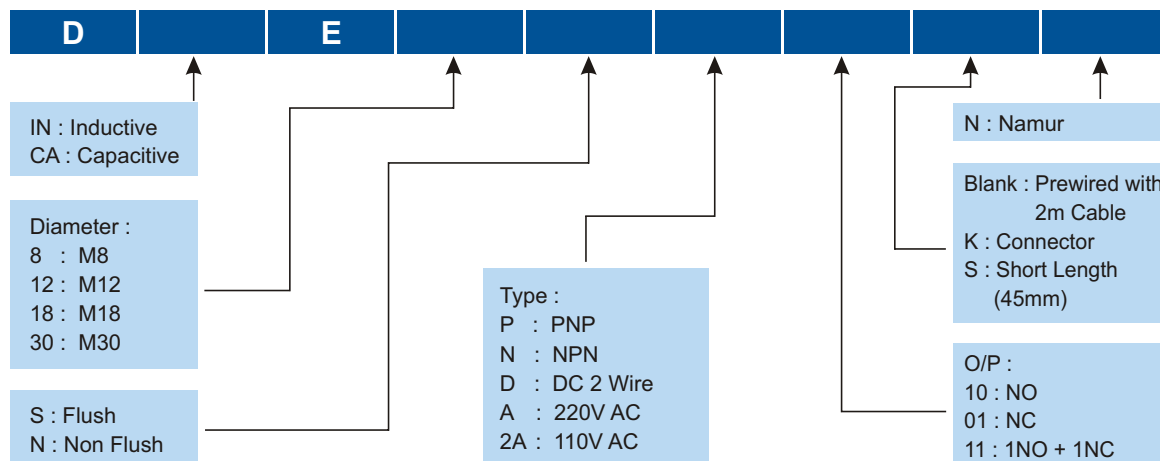 D E
IN : Inductive
CA : Capacitive
Diameter :
8 : M8
12 : M12
18 : M18
30 : M30
S : Flush
N : Non Flush
Type :
P : PNP
N : NPN
D : DC 2 Wire
A : 220V AC
2A : 110V AC
N : Namur
Blank : Prewired with
2m Cable
K : Connector
S : Short Length
(45mm)
O/P :
10 : NO
01 : NC
11 : 1NO + 1NC